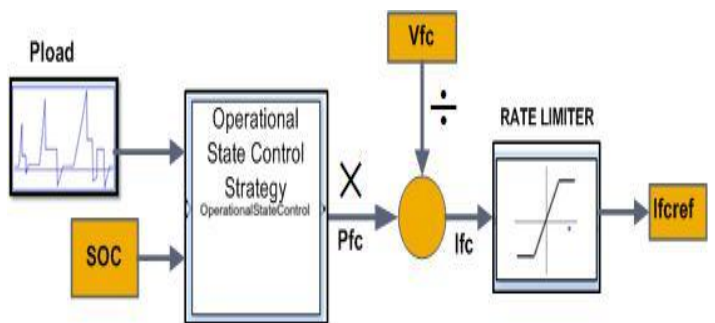 Pload
Vfc
÷
RATE LIMITER
Operational
State Control
Strategy
OperationalStateControl
X
SOC
Pfc
Ifc
Ifcref